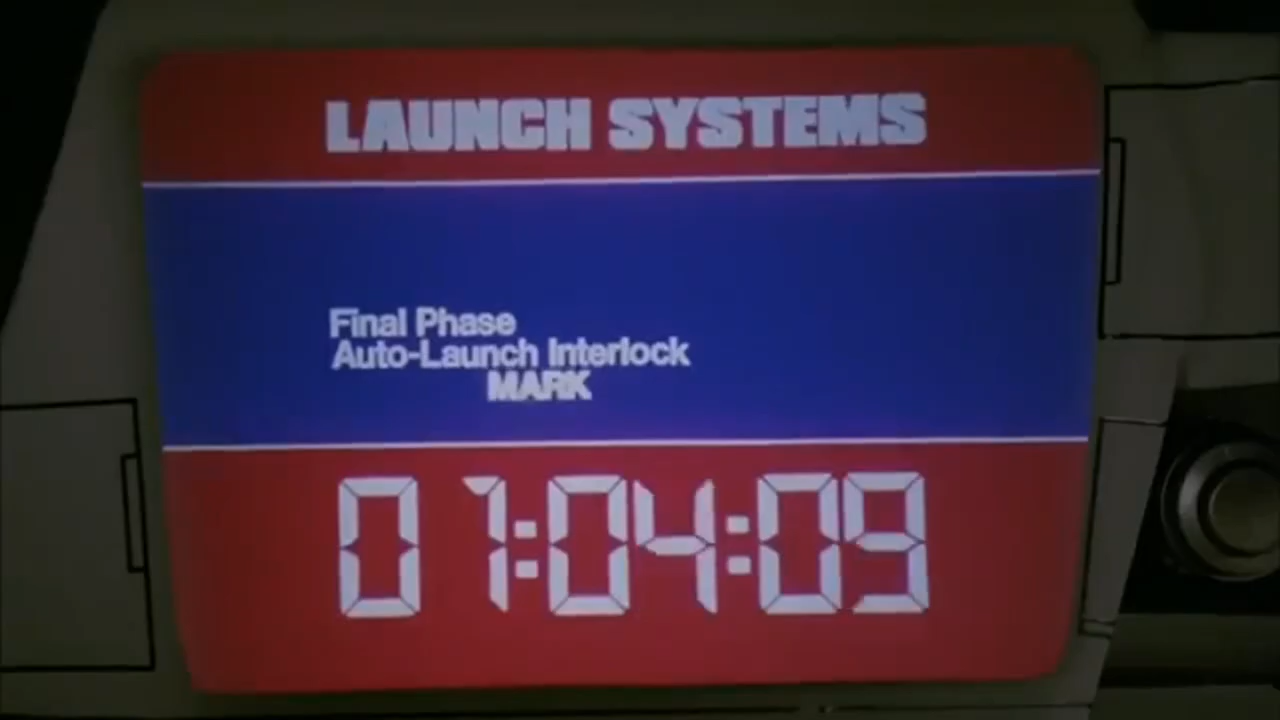 LAUNCH SYSTEMS
Final Phase
Auto-Launch Interlock
MARK
01:04:09